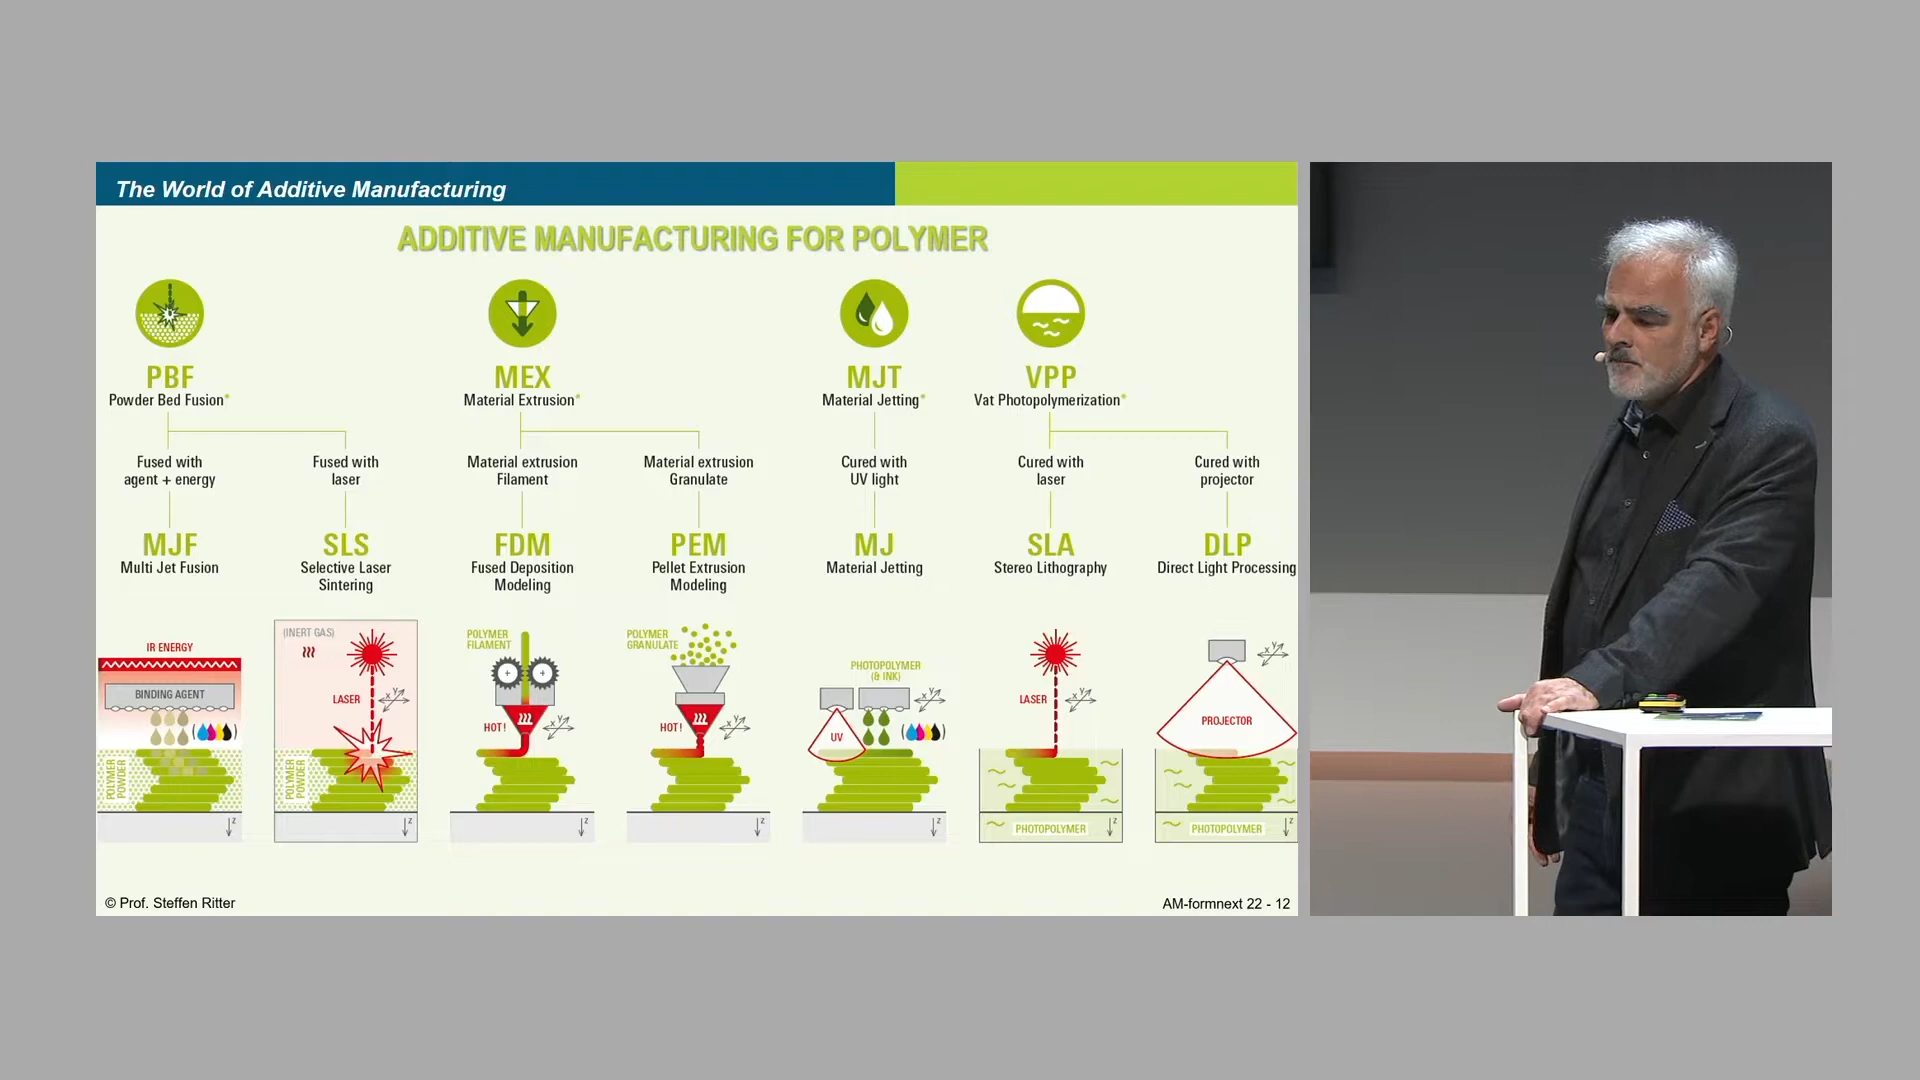 The World of Additive Manufacturing
ADDITIVE MANUFACTURING FOR POLYMER
PBF
Powder Bed Fusion*
MEX
Material Extrusion*
MJT
Material Jetting*
VPP
Vat Photopolymerization*
Fused with
agent + energy
Fused with
laser
Material extrusion
Filament
Material extrusion
Granulate
Cured with
UV light
Cured with
laser
Cured with
projector
MJF
Multi Jet Fusion
SLS
Selective Laser
Sintering
FDM
Fused Deposition
Modeling
PEM
Pellet Extrusion
Modeling
MJ
Material Jetting
SLA
Stereo Lithography
DLP
Direct Light Processing
IR ENERGY
BINDING AGENT
POLYMER
POWDER
z
(INERT GAS)
LASER
x y
POLYMER
POWDER
z
POLYMER
FILAMENT
+ +
HOT!
x y
z
POLYMER
GRANULATE
HOT!
x y
z
PHOTOPOLYMER
(& INK)
x y
UV
z
LASER
x y
PHOTOPOLYMER
z
x y
PROJECTOR
PHOTOPOLYMER
z
© Prof. Steffen Ritter
AM-formnext 22 - 12